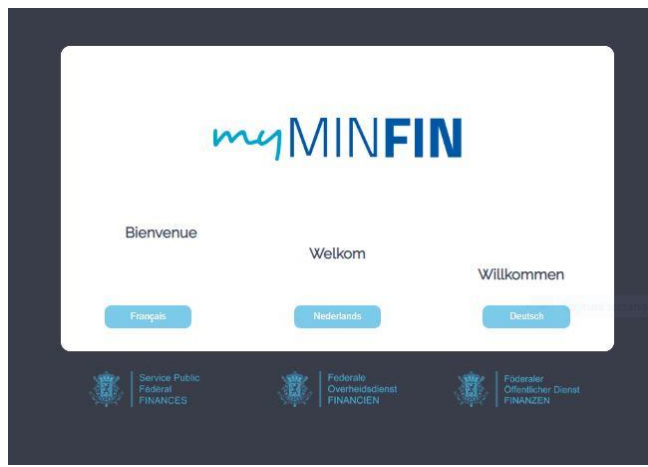 myMINFIN
Bienvenue
Welkom
Willkommen
Français
Nederlands
Deutsch
Service Public
Fédéral
FINANCES
Federale
Overheidsdienst
FINANCIEN
Föderaler
Öffentlicher Dienst
FINANZEN